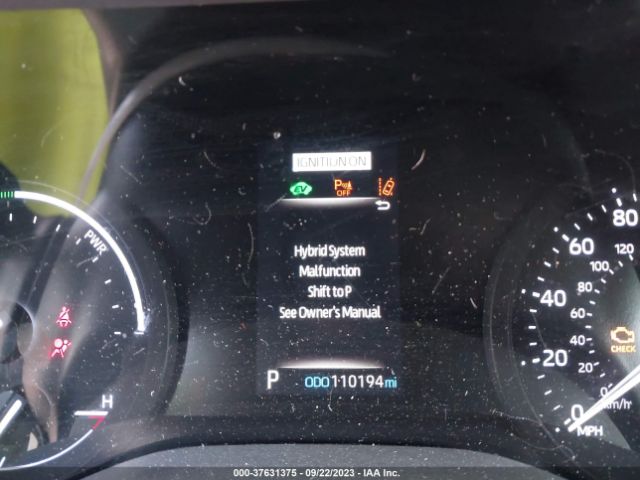 IGNITION ON
EV
P OFF
Hybrid System
Malfunction
Shift to P
See Owner's Manual
P ODO 110194 mi
PWR
H
80
60
40
20
0
MPH
120
100
80
60
40
20
0
km/h
CHECK
000-37631375 - 09/22/2023 - IAA Inc.